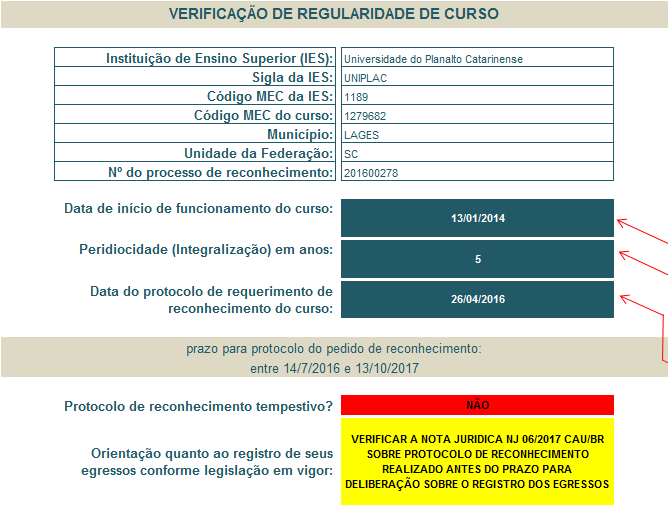 VERIFICAÇÃO DE REGULARIDADE DE CURSO
Instituição de Ensino Superior (IES): Universidade do Planalto Catarinense
Sigla da IES: UNIPLAC
Código MEC da IES: 1189
Código MEC do curso: 1279682
Município: LAGES
Unidade da Federação: SC
Nº do processo de reconhecimento: 201600278
Data de início de funcionamento do curso: 13/01/2014
Peridiocidade (Integralização) em anos: 5
Data do protocolo de requerimento de
reconhecimento do curso: 26/04/2016
prazo para protocolo do pedido de reconhecimento:
entre 14/7/2016 e 13/10/2017
Protocolo de reconhecimento tempestivo? NÃO
Orientação quanto ao registro de seus
egressos conforme legislação em vigor:
VERIFICAR A NOTA JURIDICA NJ 06/2017 CAU/BR
SOBRE PROTOCOLO DE RECONHECIMENTO
REALIZADO ANTES DO PRAZO PARA
DELIBERAÇÃO SOBRE O REGISTRO DOS EGRESSOS